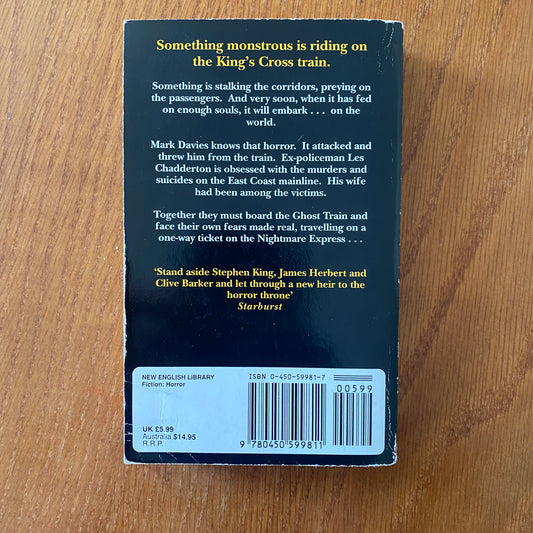 Something monstrous is riding on
the King's Cross train.
Something is stalking the corridors, preying on
the passengers. And very soon, when it has fed
on enough souls, it will embark . . . on the
world.
Mark Davies knows that horror. It attacked and
threw him from the train. Ex-policeman Les
Chadderton is obsessed with the murders and
suicides on the East Coast mainline. His wife
had been among the victims.
Together they must board the Ghost Train and
face their own fears made real, travelling on a
one-way ticket on the Nightmare Express . . .
'Stand aside Stephen King, James Herbert and
Clive Barker and let through a new heir to the
horror throne'
Starburst
NEW ENGLISH LIBRARY
Fiction: Horror
UK £5.99
Australia $14.95
R.R.P.
ISBN 0-450-59981-7
00599
9 780450 599811